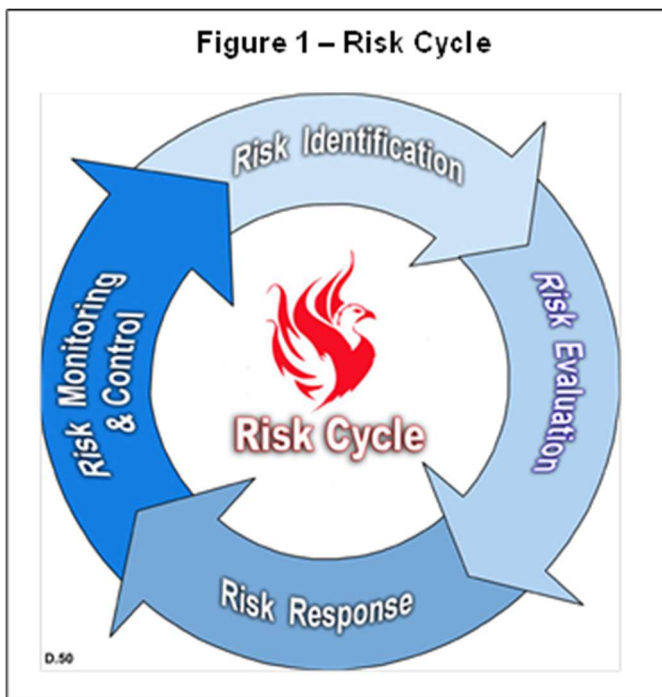 Figure 1 – Risk Cycle
Risk Identification
Risk Evaluation
Risk Response
Risk Monitoring
& Control
Risk Cycle
D.50